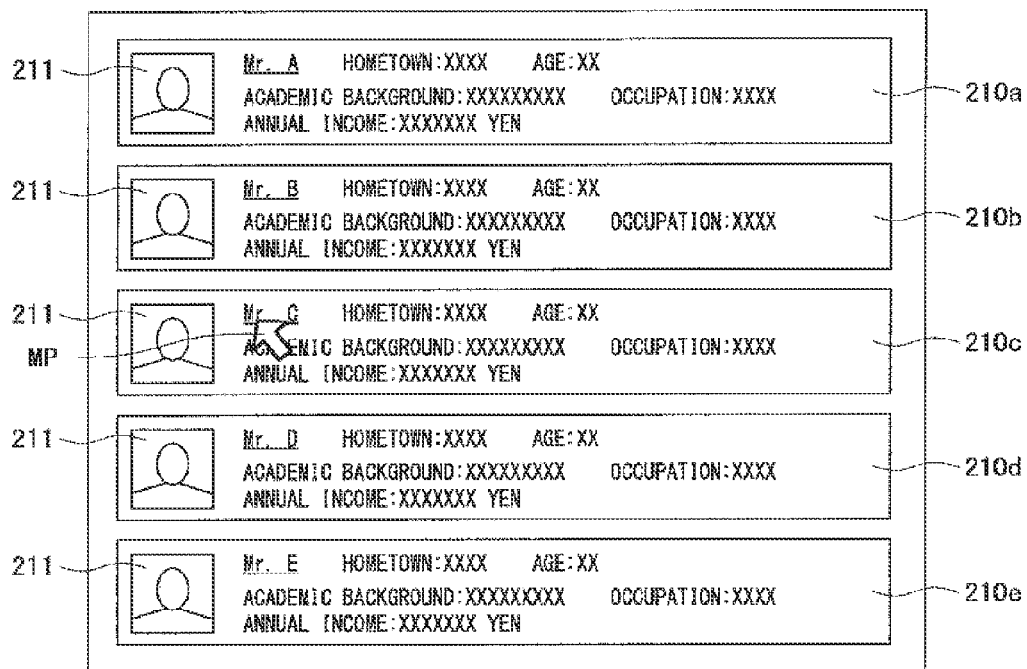 211
Mr. A HOMETOWN:XXXX AGE:XX
ACADEMIC BACKGROUND:XXXXXXXXX OCCUPATION:XXXX
210a
ANNUAL INCOME:XXXXXXX YEN
211
Mr. B HOMETOWN:XXXX AGE:XX
ACADEMIC BACKGROUND:XXXXXXXXX OCCUPATION:XXXX
210b
ANNUAL INCOME:XXXXXXX YEN
211
Mr. C HOMETOWN:XXXX AGE:XX
MP
ACADEMIC BACKGROUND:XXXXXXXXX OCCUPATION:XXXX
210c
ANNUAL INCOME:XXXXXXX YEN
211
Mr. D HOMETOWN:XXXX AGE:XX
ACADEMIC BACKGROUND:XXXXXXXXX OCCUPATION:XXXX
210d
ANNUAL INCOME:XXXXXXX YEN
211
Mr. E HOMETOWN:XXXX AGE:XX
ACADEMIC BACKGROUND:XXXXXXXXX OCCUPATION:XXXX
210e
ANNUAL INCOME:XXXXXXX YEN